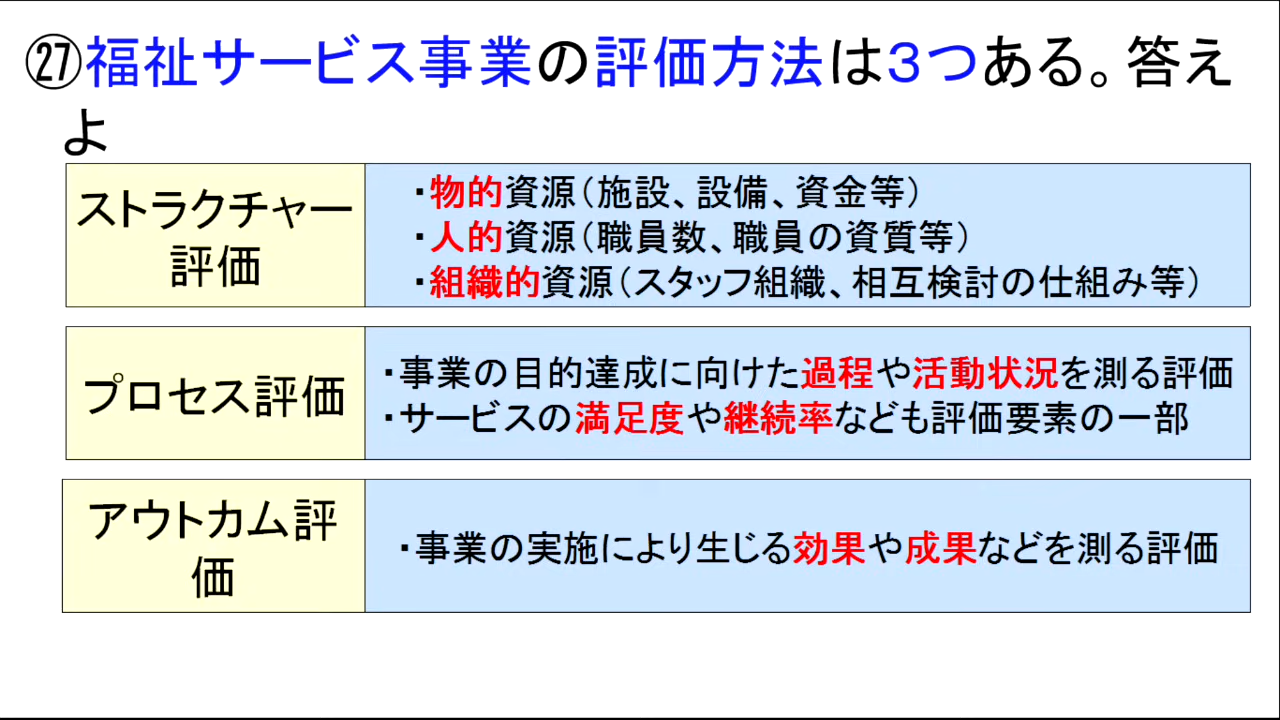 ㉗福祉サービス事業の評価方法は３つある。答え
よ
ストラクチャー
評価
・物的資源（施設、設備、資金等）
・人的資源（職員数、職員の資質等）
・組織的資源（スタッフ組織、相互検討の仕組み等）
プロセス評価
・事業の目的達成に向けた過程や活動状況を測る評価
・サービスの満足度や継続率なども評価要素の一部
アウトカム評
価
・事業の実施により生じる効果や成果などを測る評価